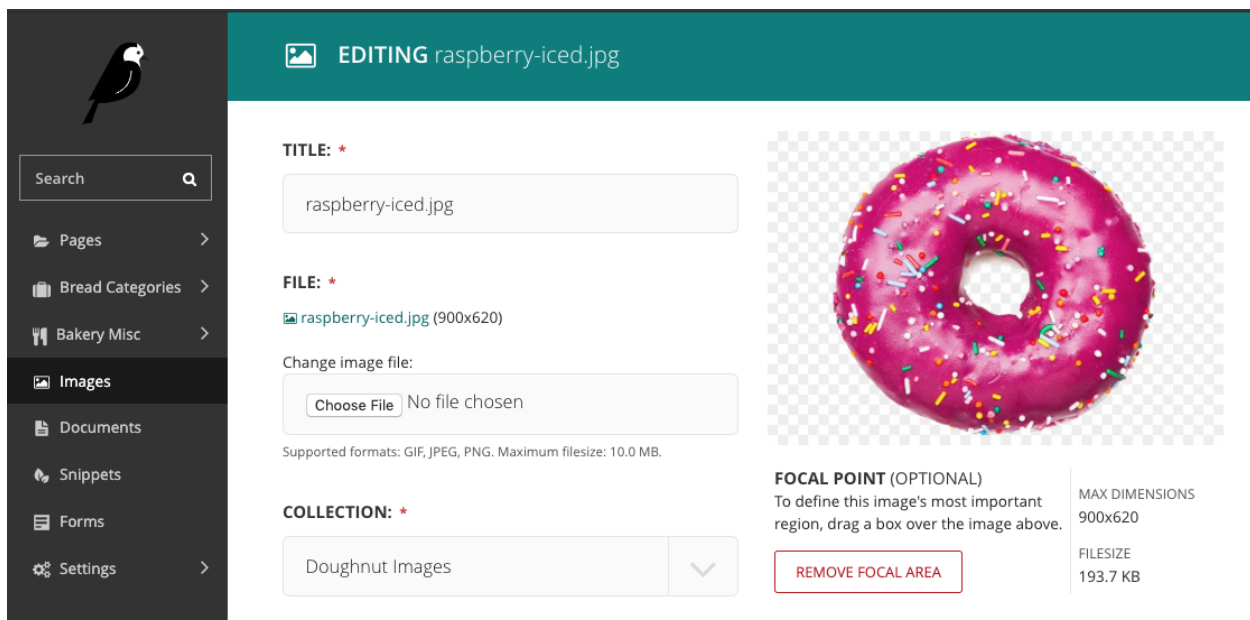 EDITING raspberry-iced.jpg
Search
Pages
Bread Categories
Bakery Misc
Images
Documents
Snippets
Forms
Settings
TITLE: *
raspberry-iced.jpg
FILE: *
raspberry-iced.jpg (900x620)
Change image file:
Choose File No file chosen
Supported formats: GIF, JPEG, PNG. Maximum filesize: 10.0 MB.
COLLECTION: *
Doughnut Images
FOCAL POINT (OPTIONAL)
To define this image's most important
region, drag a box over the image above.
REMOVE FOCAL AREA
MAX DIMENSIONS
900x620
FILESIZE
193.7 KB